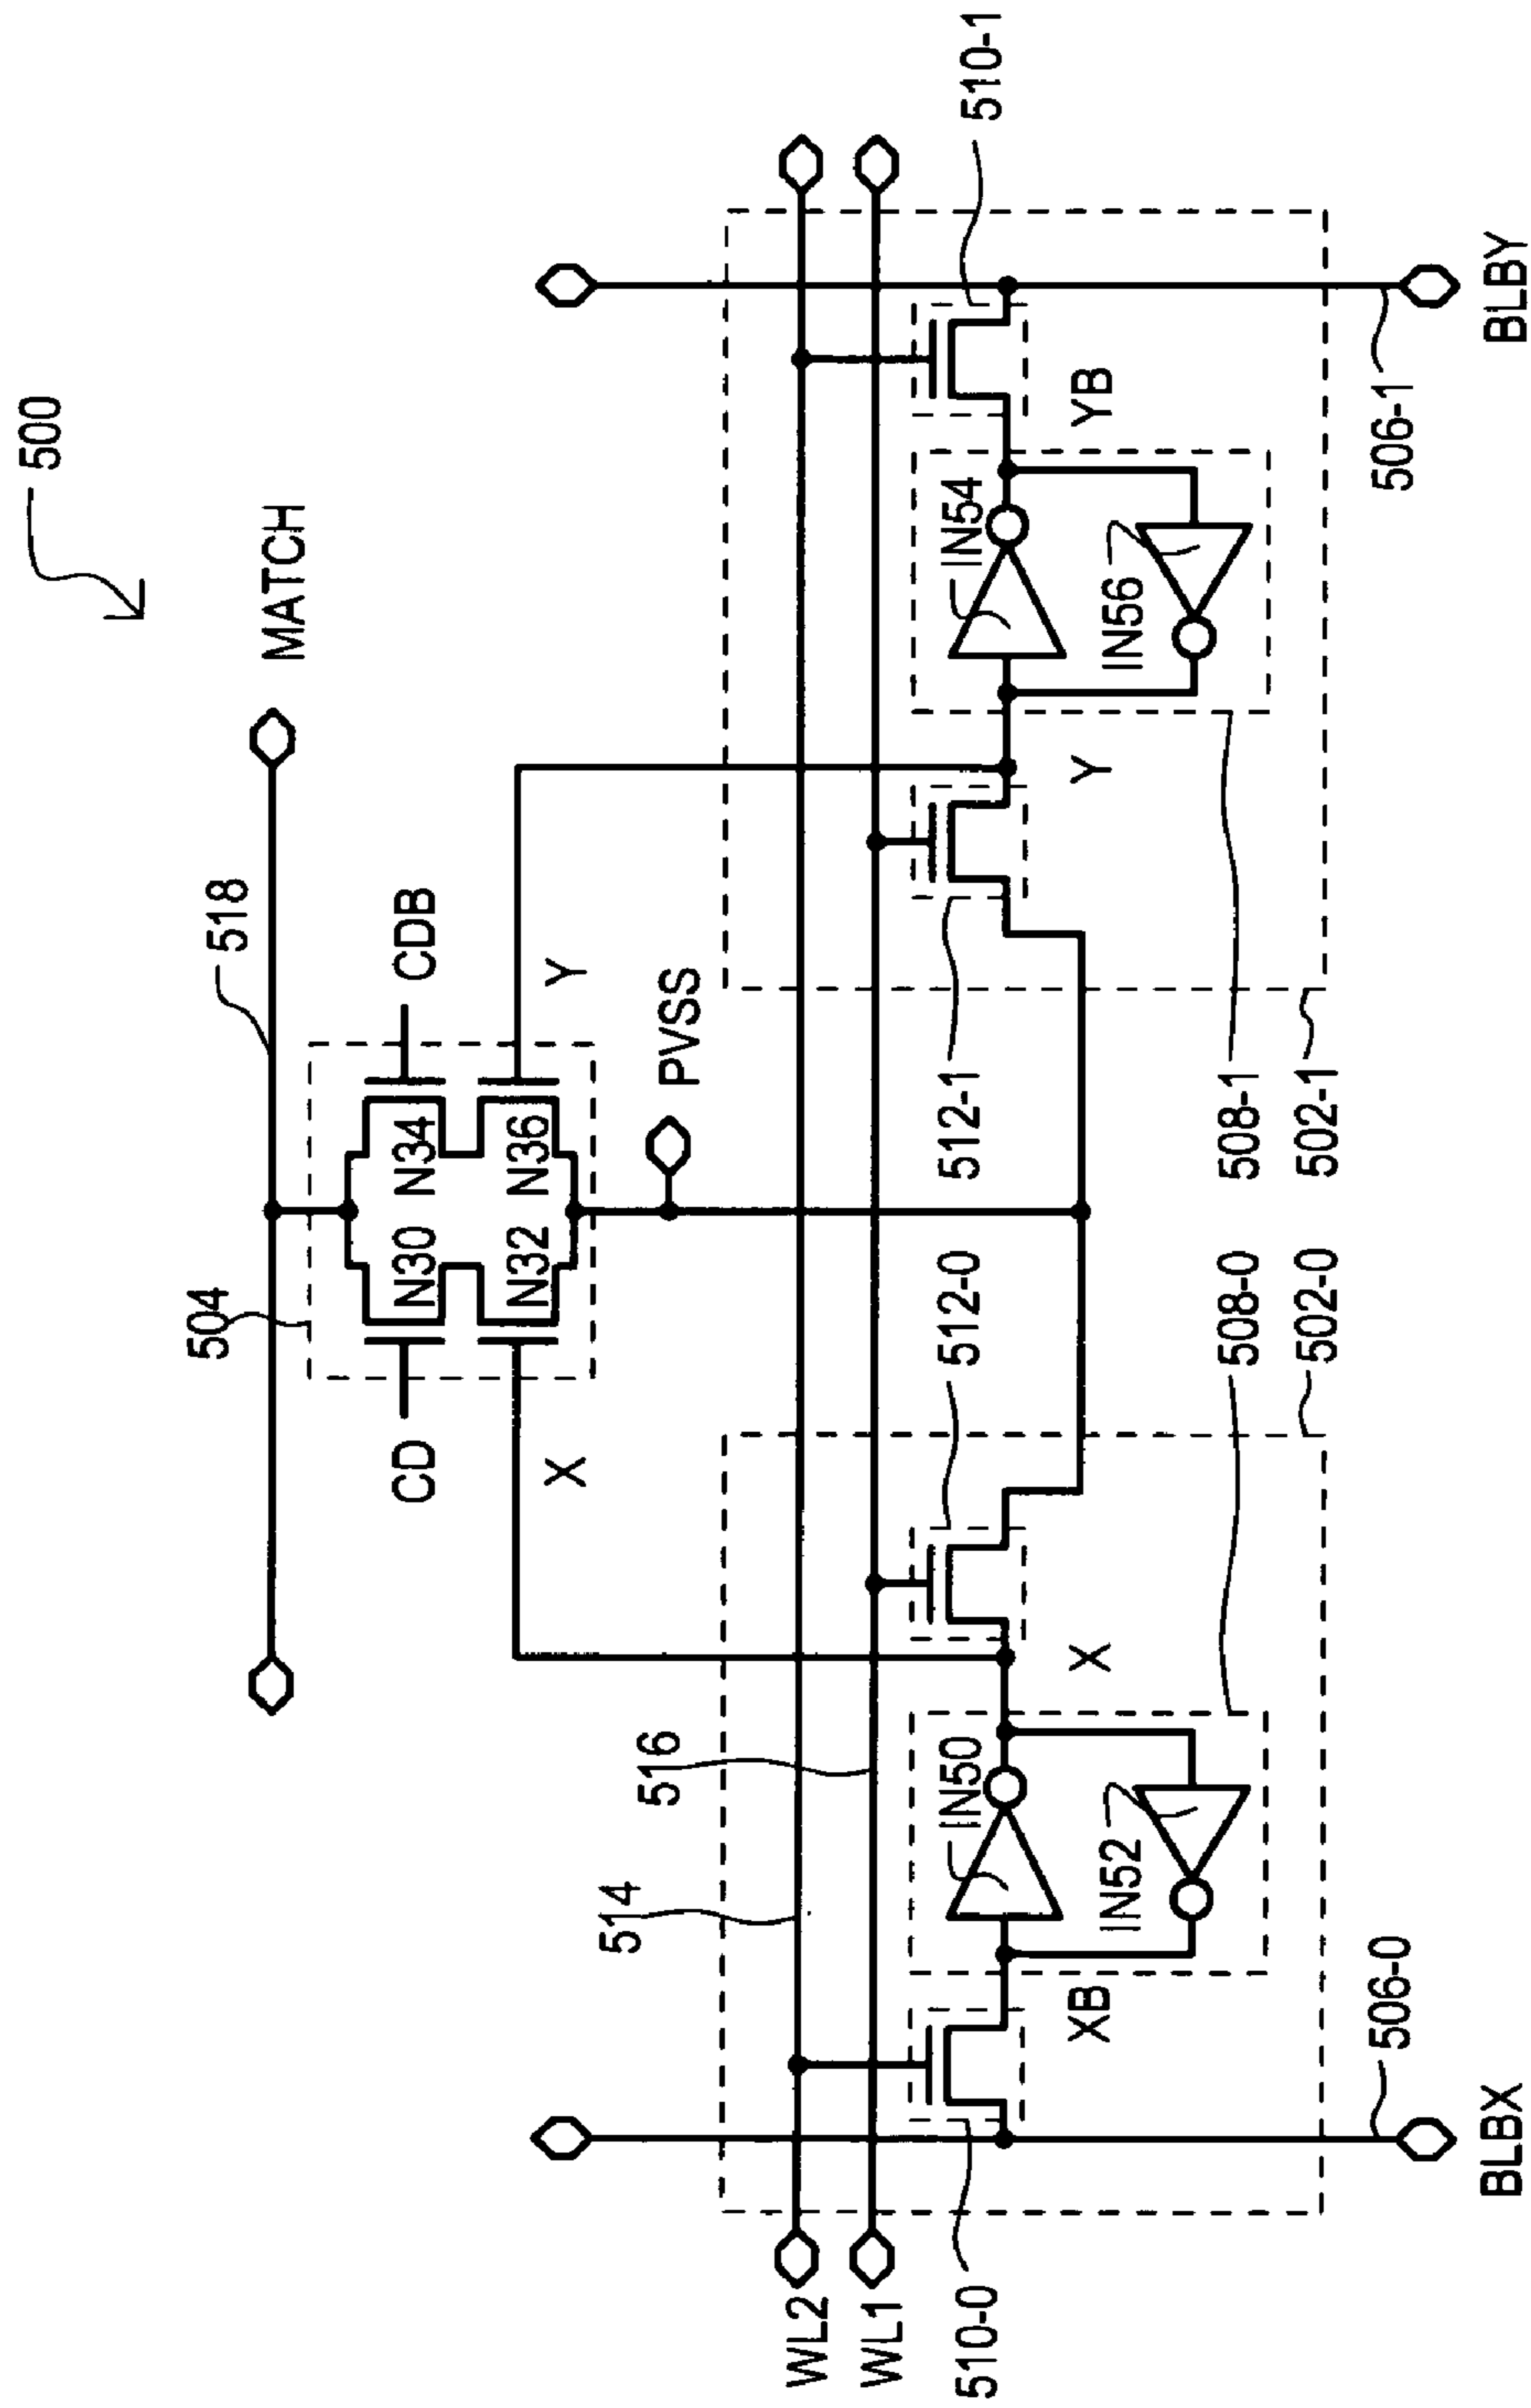 500
MATCH
518
504
CD
CDB
N30
N34
N32
N36
X
Y
PVSS
514
516
WL2
WL1
510-0
512-0
512-1
510-1
IN50
IN54
IN52
IN56
XB
X
Y
YB
508-0
508-1
502-0
502-1
506-0
506-1
BLBX
BLBY